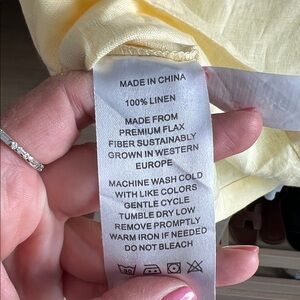 MADE IN CHINA
100% LINEN
MADE FROM
PREMIUM FLAX
FIBER SUSTAINABLY
GROWN IN WESTERN
EUROPE
MACHINE WASH COLD
WITH LIKE COLORS
GENTLE CYCLE
TUMBLE DRY LOW
REMOVE PROMPTLY
WARM IRON IF NEEDED
DO NOT BLEACH